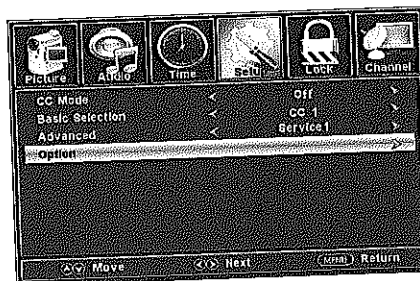 Picture Audio Time Setup Lock Channel
CC Mode Off
Basic Selection CC 1
Advanced Service1
Option
Move Next MENU Return